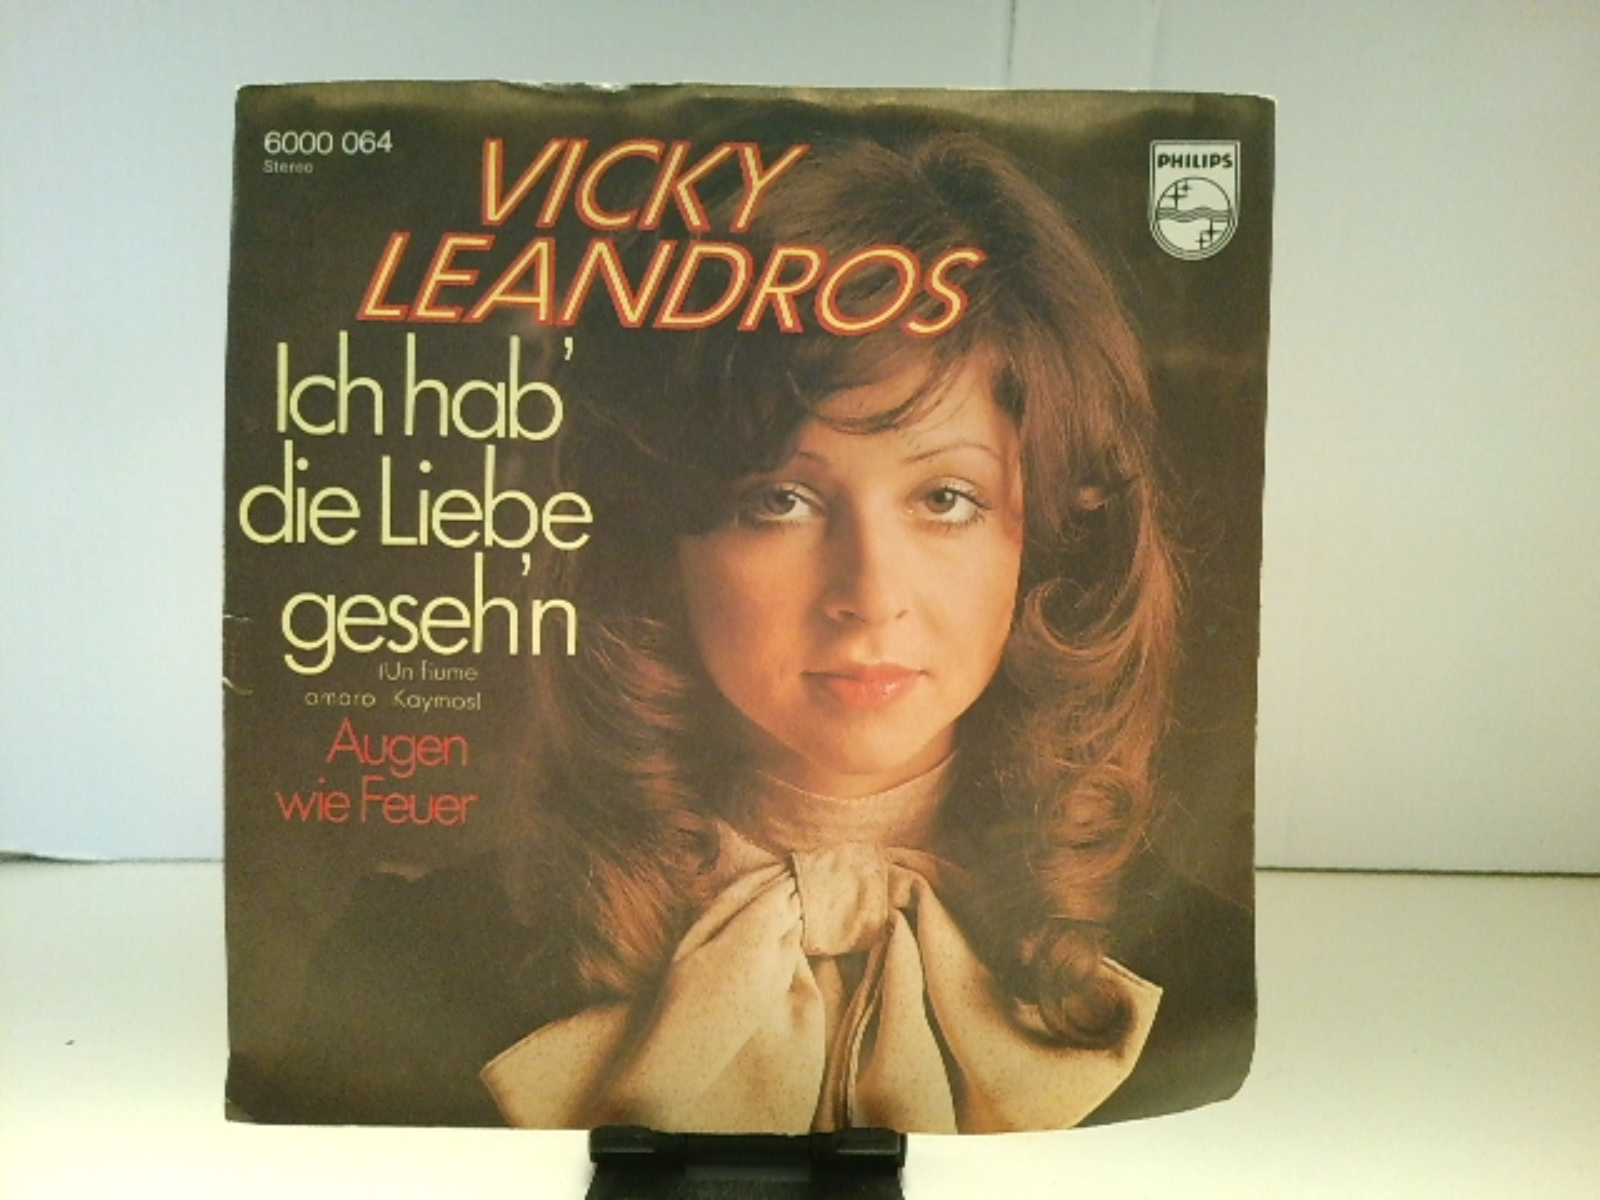 6000 064
Stereo
PHILIPS
VICKY
LEANDROS
Ich hab'
die Liebe
geseh'n
(Un fiume
amaro Kaymos)
Augen
wie Feuer